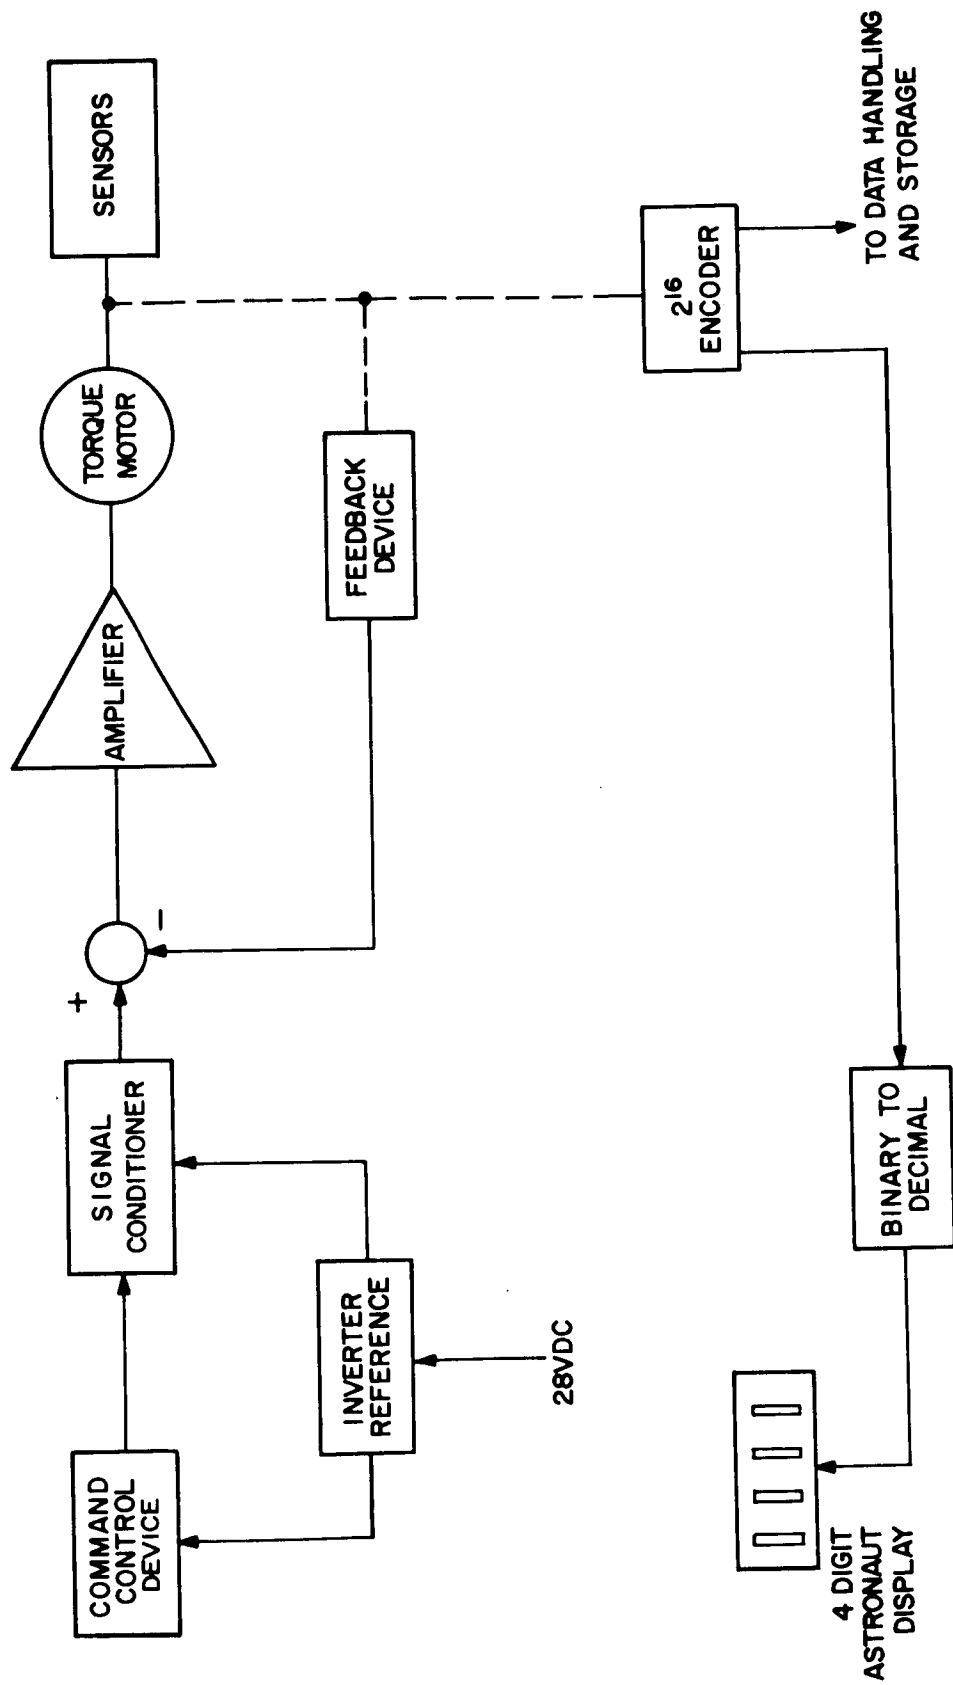 COMMAND
CONTROL
DEVICE
SIGNAL
CONDITIONER
+
-
AMPLIFIER
TORQUE
MOTOR
SENSORS
INVERTER
REFERENCE
28VDC
FEEDBACK
DEVICE
2¹⁶
ENCODER
TO DATA HANDLING
AND STORAGE
4 DIGIT
ASTRONAUT
DISPLAY
BINARY TO
DECIMAL